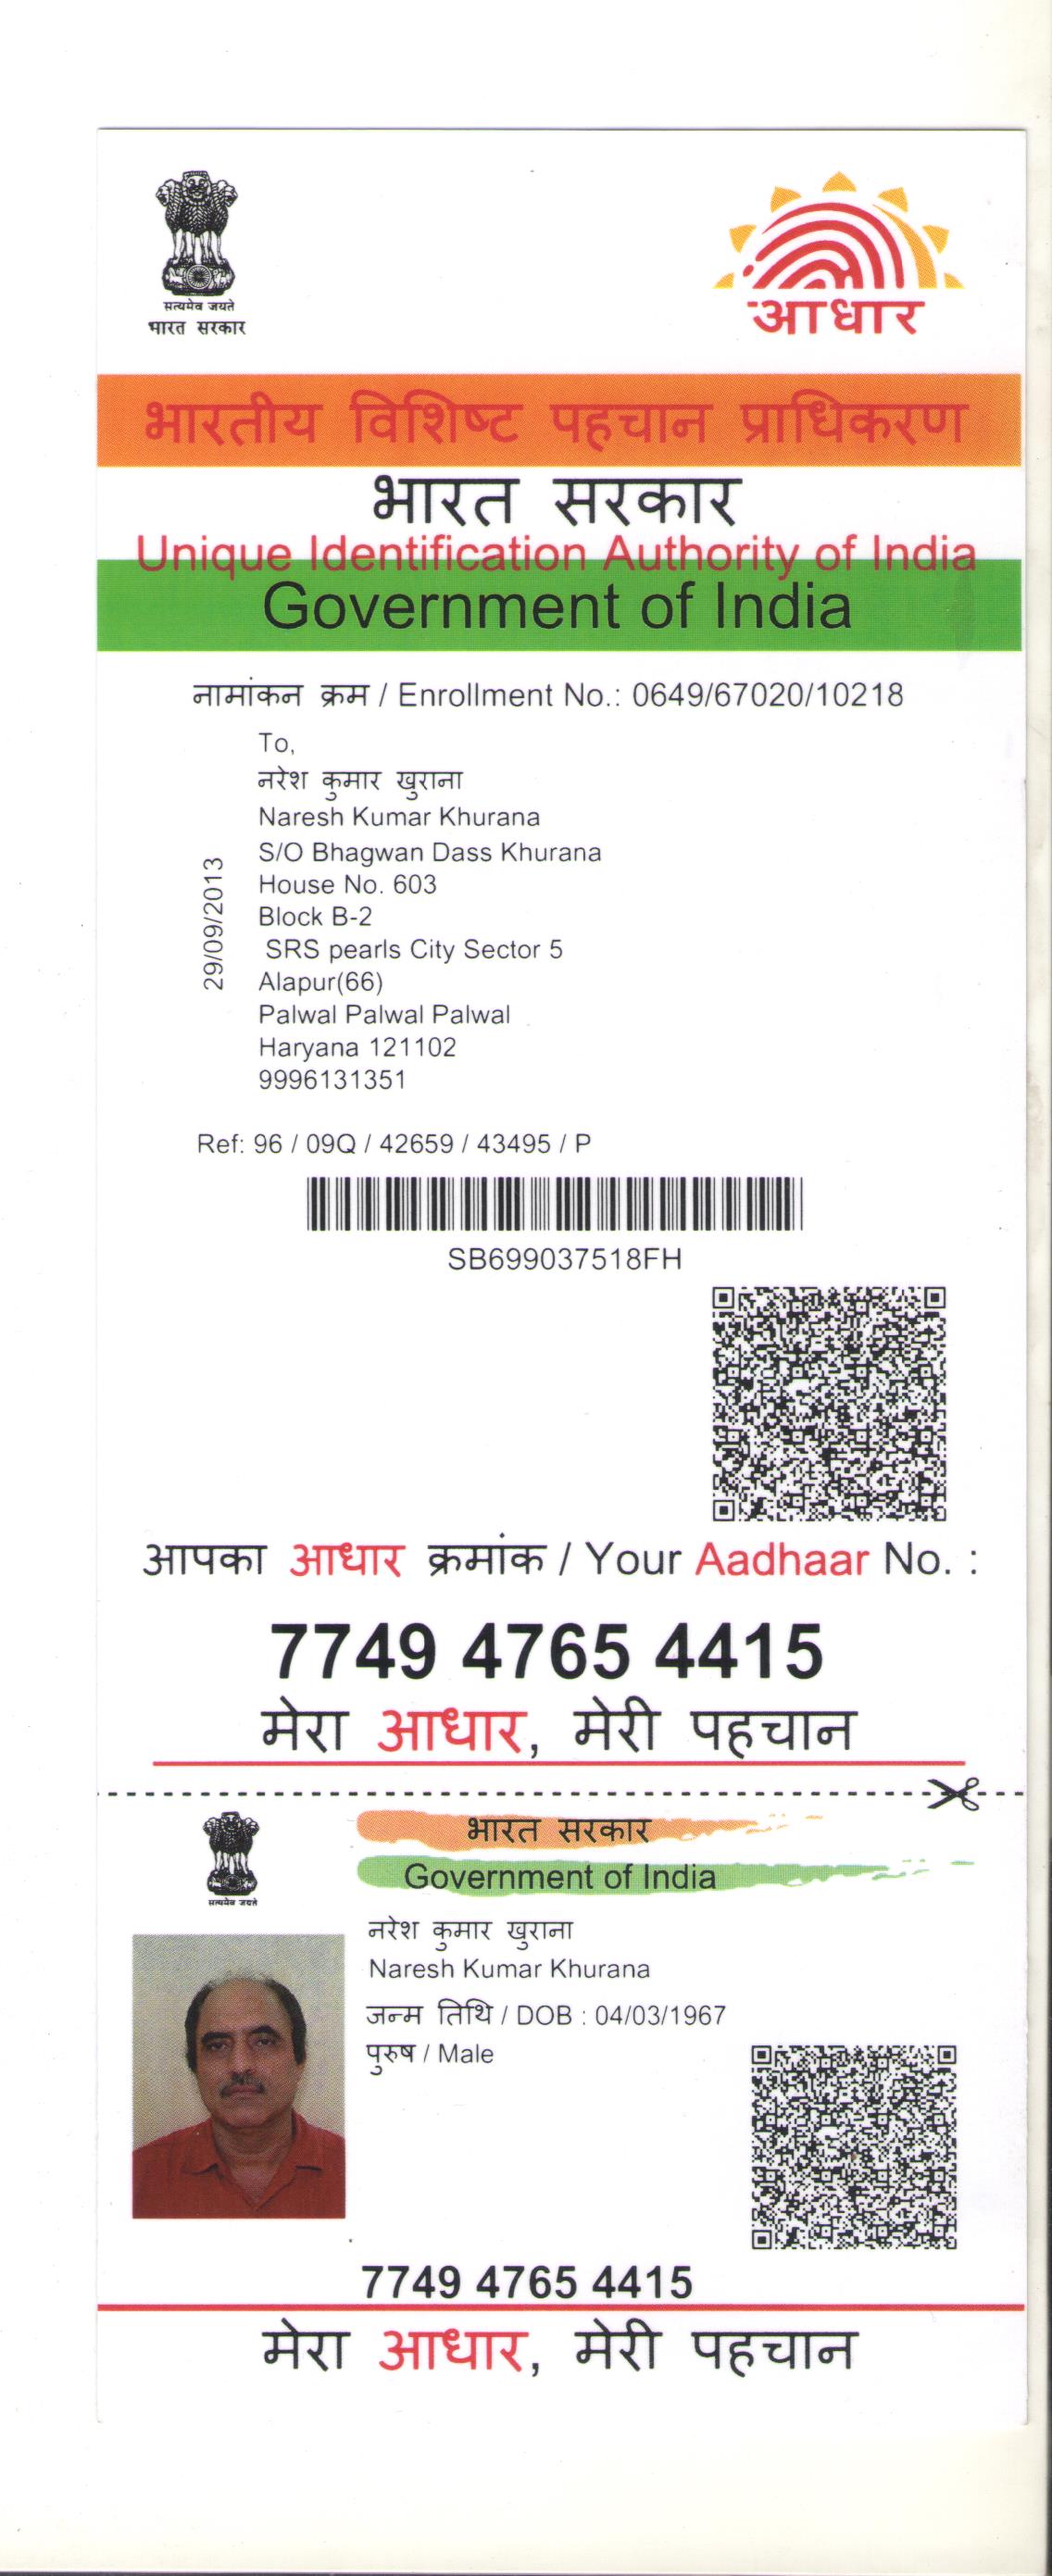 सत्यमेव जयते
भारत सरकार
आधार
भारतीय विशिष्ट पहचान प्राधिकरण
भारत सरकार
Unique Identification Authority of India
Government of India
नामांकन क्रम / Enrollment No.: 0649/67020/10218
To,
नरेश कुमार खुराना
Naresh Kumar Khurana
S/O Bhagwan Dass Khurana
House No. 603
Block B-2
SRS pearls City Sector 5
Alapur(66)
Palwal Palwal Palwal
Haryana 121102
9996131351
29/09/2013
Ref: 96 / 09Q / 42659 / 43495 / P
SB699037518FH
आपका आधार क्रमांक / Your Aadhaar No. :
7749 4765 4415
मेरा आधार, मेरी पहचान
सत्यमेव जयते
भारत सरकार
Government of India
नरेश कुमार खुराना
Naresh Kumar Khurana
जन्म तिथि / DOB : 04/03/1967
पुरुष / Male
7749 4765 4415
मेरा आधार, मेरी पहचान